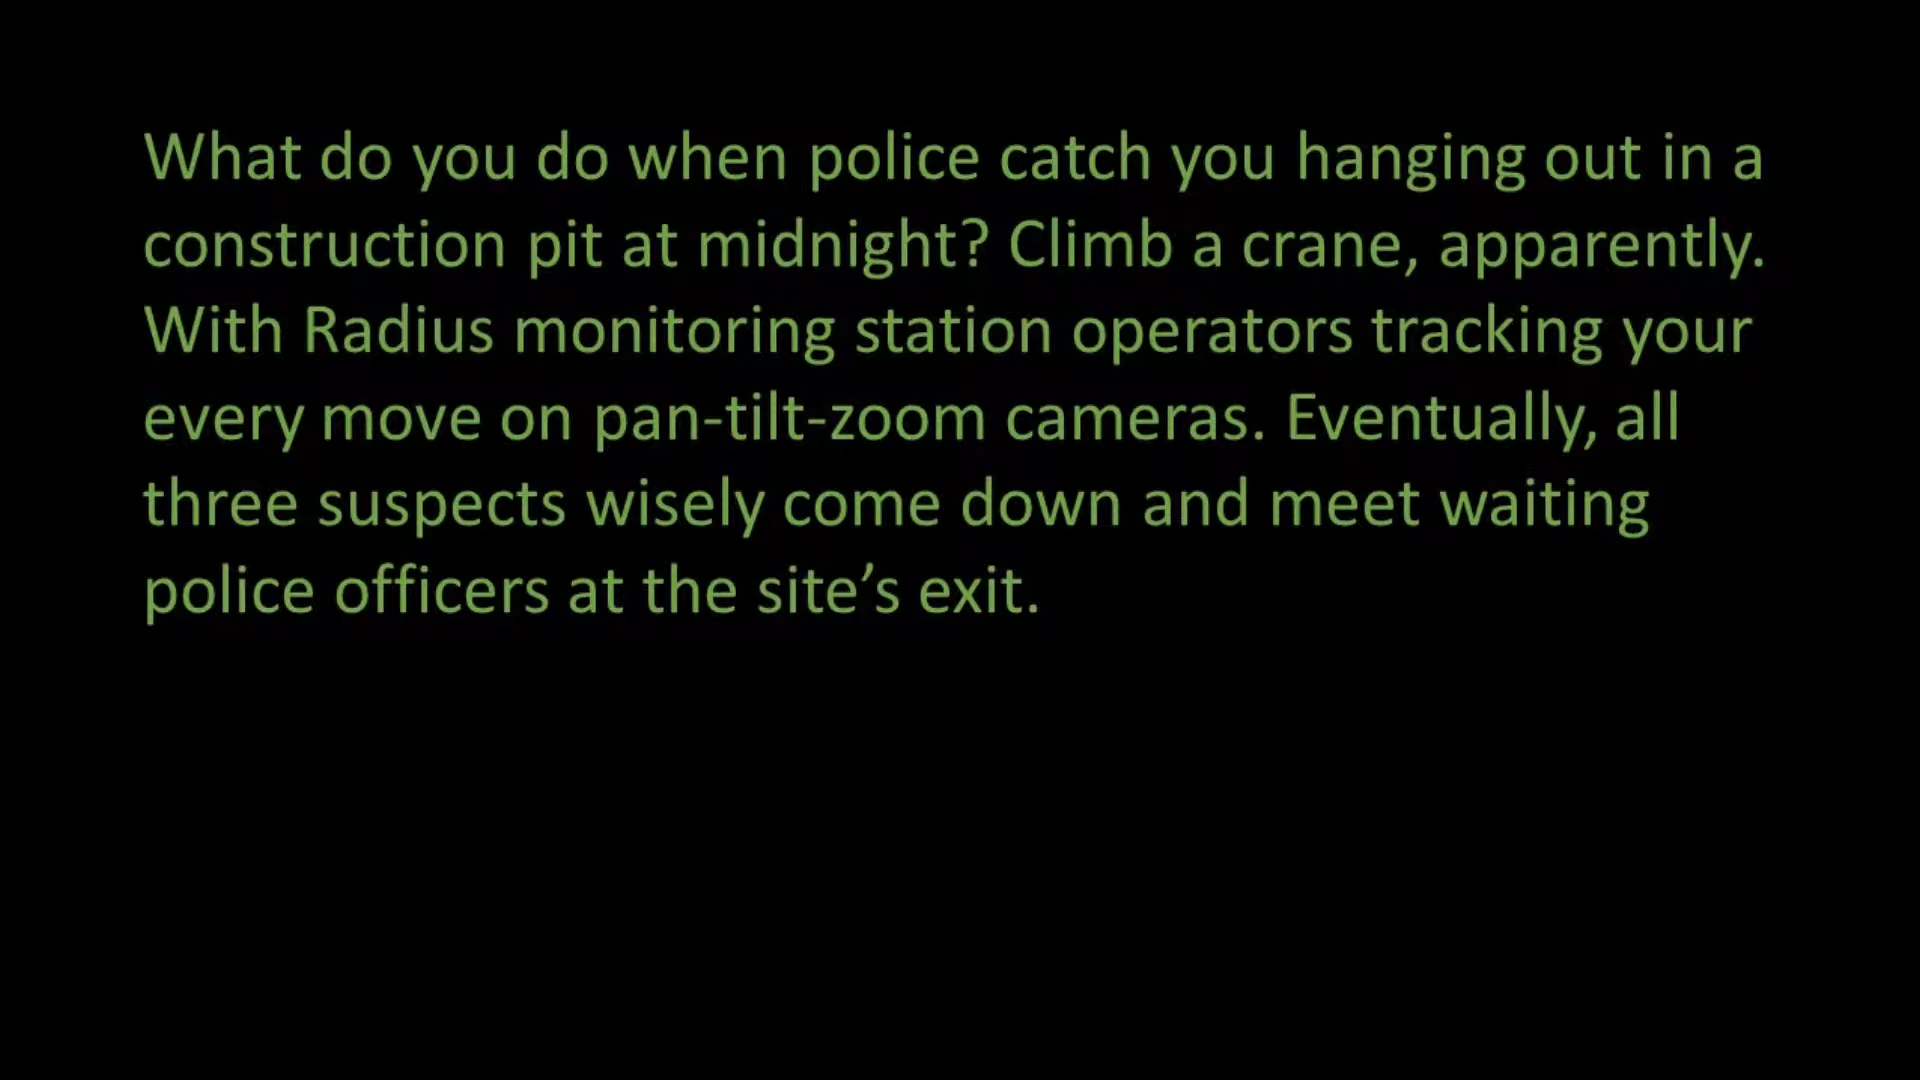 What do you do when police catch you hanging out in a
construction pit at midnight? Climb a crane, apparently.
With Radius monitoring station operators tracking your
every move on pan-tilt-zoom cameras. Eventually, all
three suspects wisely come down and meet waiting
police officers at the site’s exit.